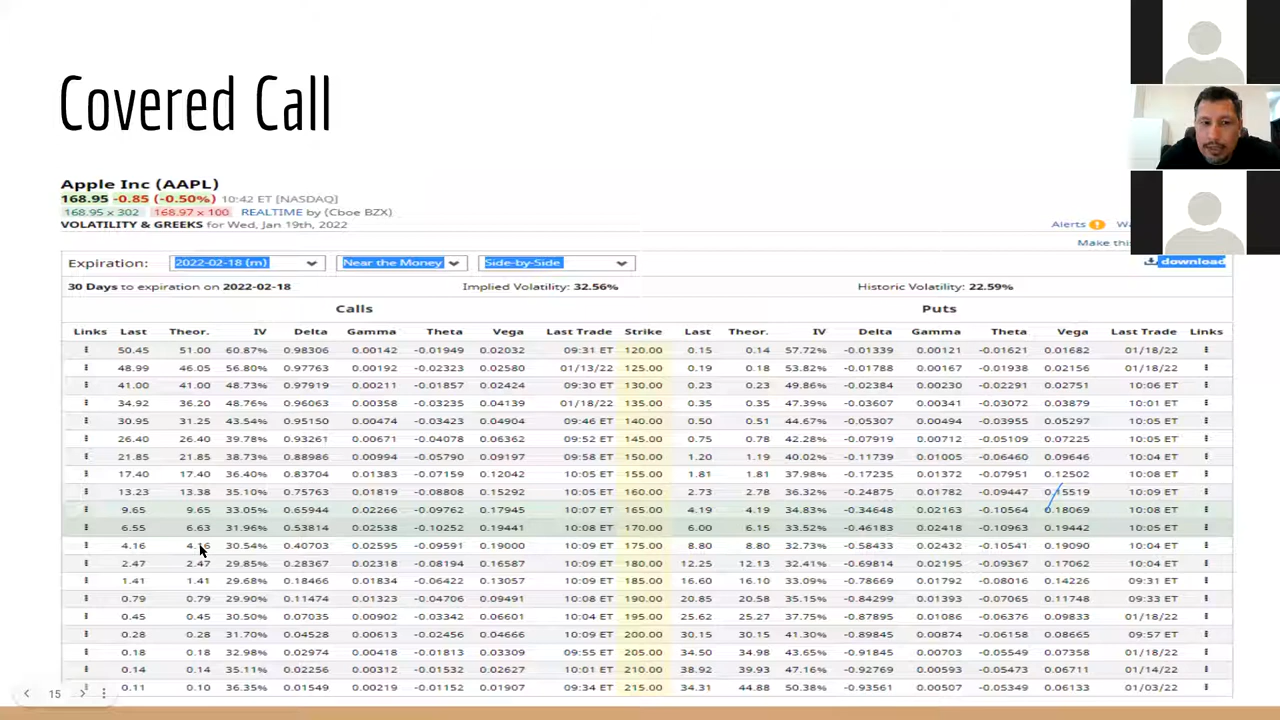 Covered Call
Apple Inc (AAPL)
168.95 -0.85 (-0.50%) 10:42 ET [NASDAQ]
168.95 x 302 168.97 x 100 REALTIME by (Cboe BZX)
VOLATILITY & GREEKS for Wed, Jan 19th, 2022 Alerts
Make this
Expiration: 2022-02-18 (m) Near the Money Side-by-Side download
30 Days to expiration on 2022-02-18 Implied Volatility: 32.56% Historic Volatility: 22.59%
Calls Puts
Links Last Theor. IV Delta Gamma Theta Vega Last Trade Strike Last Theor. IV Delta Gamma Theta Vega Last Trade Links
50.45 51.00 60.87% 0.98306 0.00142 -0.01949 0.02032 09:31 ET 120.00 0.15 0.14 57.72% -0.01339 0.00121 -0.01621 0.01682 01/18/22
48.99 46.05 56.80% 0.97763 0.00192 -0.02323 0.02580 01/13/22 125.00 0.19 0.18 53.82% -0.01788 0.00167 -0.01938 0.02156 01/18/22
41.00 41.00 48.73% 0.97919 0.00211 -0.01857 0.02424 09:30 ET 130.00 0.23 0.23 49.86% -0.02384 0.00230 -0.02291 0.02751 10:06 ET
34.92 36.20 48.76% 0.96063 0.00358 -0.03235 0.04139 01/18/22 135.00 0.35 0.35 47.39% -0.03607 0.00341 -0.03072 0.03879 10:01 ET
30.95 31.25 43.54% 0.95150 0.00474 -0.03423 0.04904 09:46 ET 140.00 0.50 0.51 44.67% -0.05307 0.00494 -0.03955 0.05297 10:05 ET
26.40 26.40 39.78% 0.93261 0.00671 -0.04078 0.06362 09:52 ET 145.00 0.75 0.78 42.28% -0.07919 0.00712 -0.05109 0.07225 10:05 ET
21.85 21.85 38.73% 0.88986 0.00994 -0.05790 0.09197 09:58 ET 150.00 1.20 1.19 40.02% -0.11739 0.01005 -0.06460 0.09646 10:04 ET
17.40 17.40 36.40% 0.83704 0.01383 -0.07159 0.12042 10:05 ET 155.00 1.81 1.81 37.98% -0.17235 0.01372 -0.07951 0.12502 10:08 ET
13.23 13.38 35.10% 0.75763 0.01819 -0.08808 0.15292 10:05 ET 160.00 2.73 2.78 36.32% -0.24875 0.01782 -0.09447 0.15519 10:09 ET
9.65 9.65 33.05% 0.65944 0.02266 -0.09762 0.17945 10:07 ET 165.00 4.19 4.19 34.83% -0.34648 0.02163 -0.10564 0.18069 10:08 ET
6.55 6.63 31.96% 0.53814 0.02538 -0.10252 0.19441 10:08 ET 170.00 6.00 6.15 33.52% -0.46183 0.02418 -0.10963 0.19442 10:05 ET
4.16 4.16 30.54% 0.40703 0.02595 -0.09591 0.19000 10:09 ET 175.00 8.80 8.80 32.73% -0.58433 0.02432 -0.10541 0.19090 10:04 ET
2.47 2.47 29.85% 0.28367 0.02318 -0.08194 0.16587 10:09 ET 180.00 12.25 12.13 32.41% -0.69814 0.02195 -0.09367 0.17062 10:04 ET
1.41 1.41 29.68% 0.18466 0.01834 -0.06422 0.13057 10:09 ET 185.00 16.60 16.10 33.09% -0.78669 0.01792 -0.08016 0.14226 09:31 ET
0.79 0.79 29.90% 0.11474 0.01323 -0.04706 0.09491 10:08 ET 190.00 20.85 20.58 35.15% -0.84299 0.01393 -0.07065 0.11748 09:33 ET
0.45 0.45 30.50% 0.07035 0.00902 -0.03342 0.06601 10:04 ET 195.00 25.62 25.27 37.75% -0.87895 0.01086 -0.06376 0.09833 01/18/22
0.28 0.28 31.70% 0.04528 0.00613 -0.02456 0.04666 10:09 ET 200.00 30.15 30.15 41.30% -0.89845 0.00874 -0.06158 0.08665 09:57 ET
0.18 0.18 32.98% 0.02974 0.00418 -0.01813 0.03309 09:55 ET 205.00 34.50 34.98 43.65% -0.91845 0.00703 -0.05548 0.07358 01/18/22
0.14 0.14 35.11% 0.02256 0.00312 -0.01532 0.02627 10:01 ET 210.00 38.92 39.93 47.16% -0.92769 0.00593 -0.05473 0.06711 01/14/22
0.11 0.10 36.35% 0.01549 0.00219 -0.01152 0.01907 09:34 ET 215.00 34.31 44.88 50.38% -0.93561 0.00507 -0.05349 0.06133 01/03/22
15